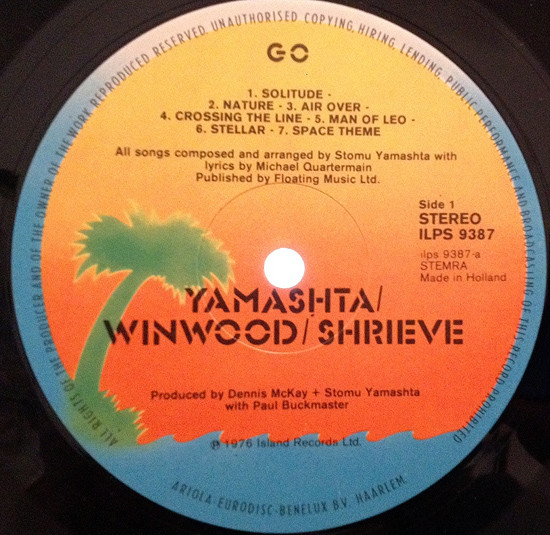 ALL RIGHTS OF THE PRODUCER AND OF THE OWNER OF THE WORK REPRODUCED RESERVED. UNAUTHORISED COPYING, HIRING, LENDING, PUBLIC PERFORMANCE AND BROADCASTING OF THIS RECORD PROHIBITED
GO
1. SOLITUDE -
2. NATURE - 3. AIR OVER -
4. CROSSING THE LINE - 5. MAN OF LEO -
6. STELLAR - 7. SPACE THEME
All songs composed and arranged by Stomu Yamashta with
lyrics by Michael Quartermain
Published by Floating Music Ltd.
Side 1
STEREO
ILPS 9387
ilps 9387-a
STEMRA
Made in Holland
YAMASHTA/
WINWOOD/SHRIEVE
Produced by Dennis McKay + Stomu Yamashta
with Paul Buckmaster
℗ 1976 Island Records Ltd.
ARIOLA EURODISC-BENELUX B.V. HAARLEM.